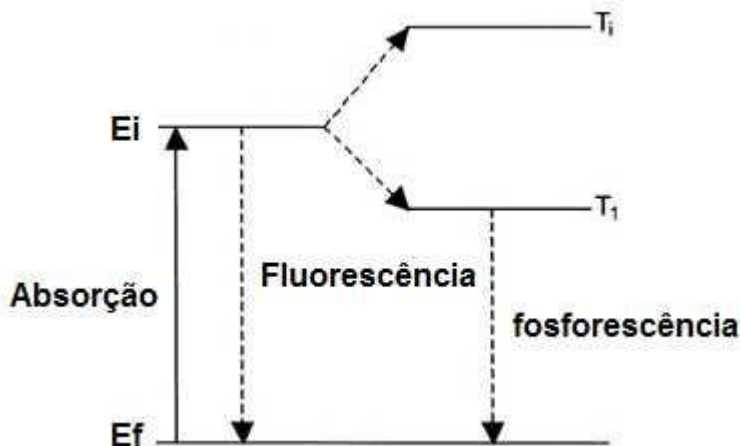 Ti
Ei
T1
Fluorescência
Absorção
fosforescência
Ef